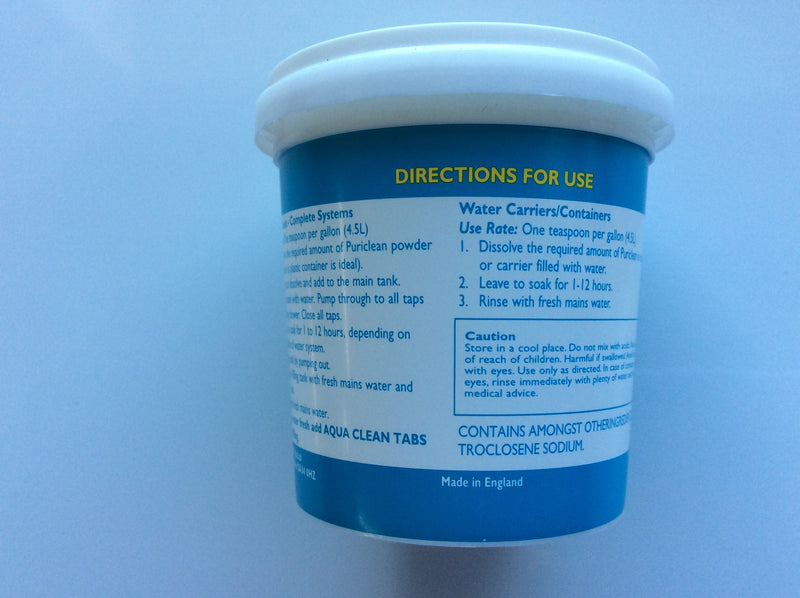 DIRECTIONS FOR USE
- Complete Systems
teaspoon per gallon (4.5L)
required amount of Puriclean powder
container is ideal).
dissolve and add to the main tank.
with water. Pump through to all taps
Close all taps.
for 1 to 12 hours, depending on
water system.
by pumping out.
tank with fresh mains water and
mains water.
fresh add AQUA CLEAN TABS
Water Carriers/Containers
Use Rate: One teaspoon per gallon (4.5L)
1. Dissolve the required amount of Puriclean
or carrier filled with water.
2. Leave to soak for 1-12 hours.
3. Rinse with fresh mains water.
Caution
Store in a cool place. Do not mix with acids.
of reach of children. Harmful if swallowed.
with eyes. Use only as directed. In case of
eyes, rinse immediately with plenty of water
medical advice.
CONTAINS AMONGST OTHERINGREDIENTS
TROCLOSENE SODIUM.
Made in England